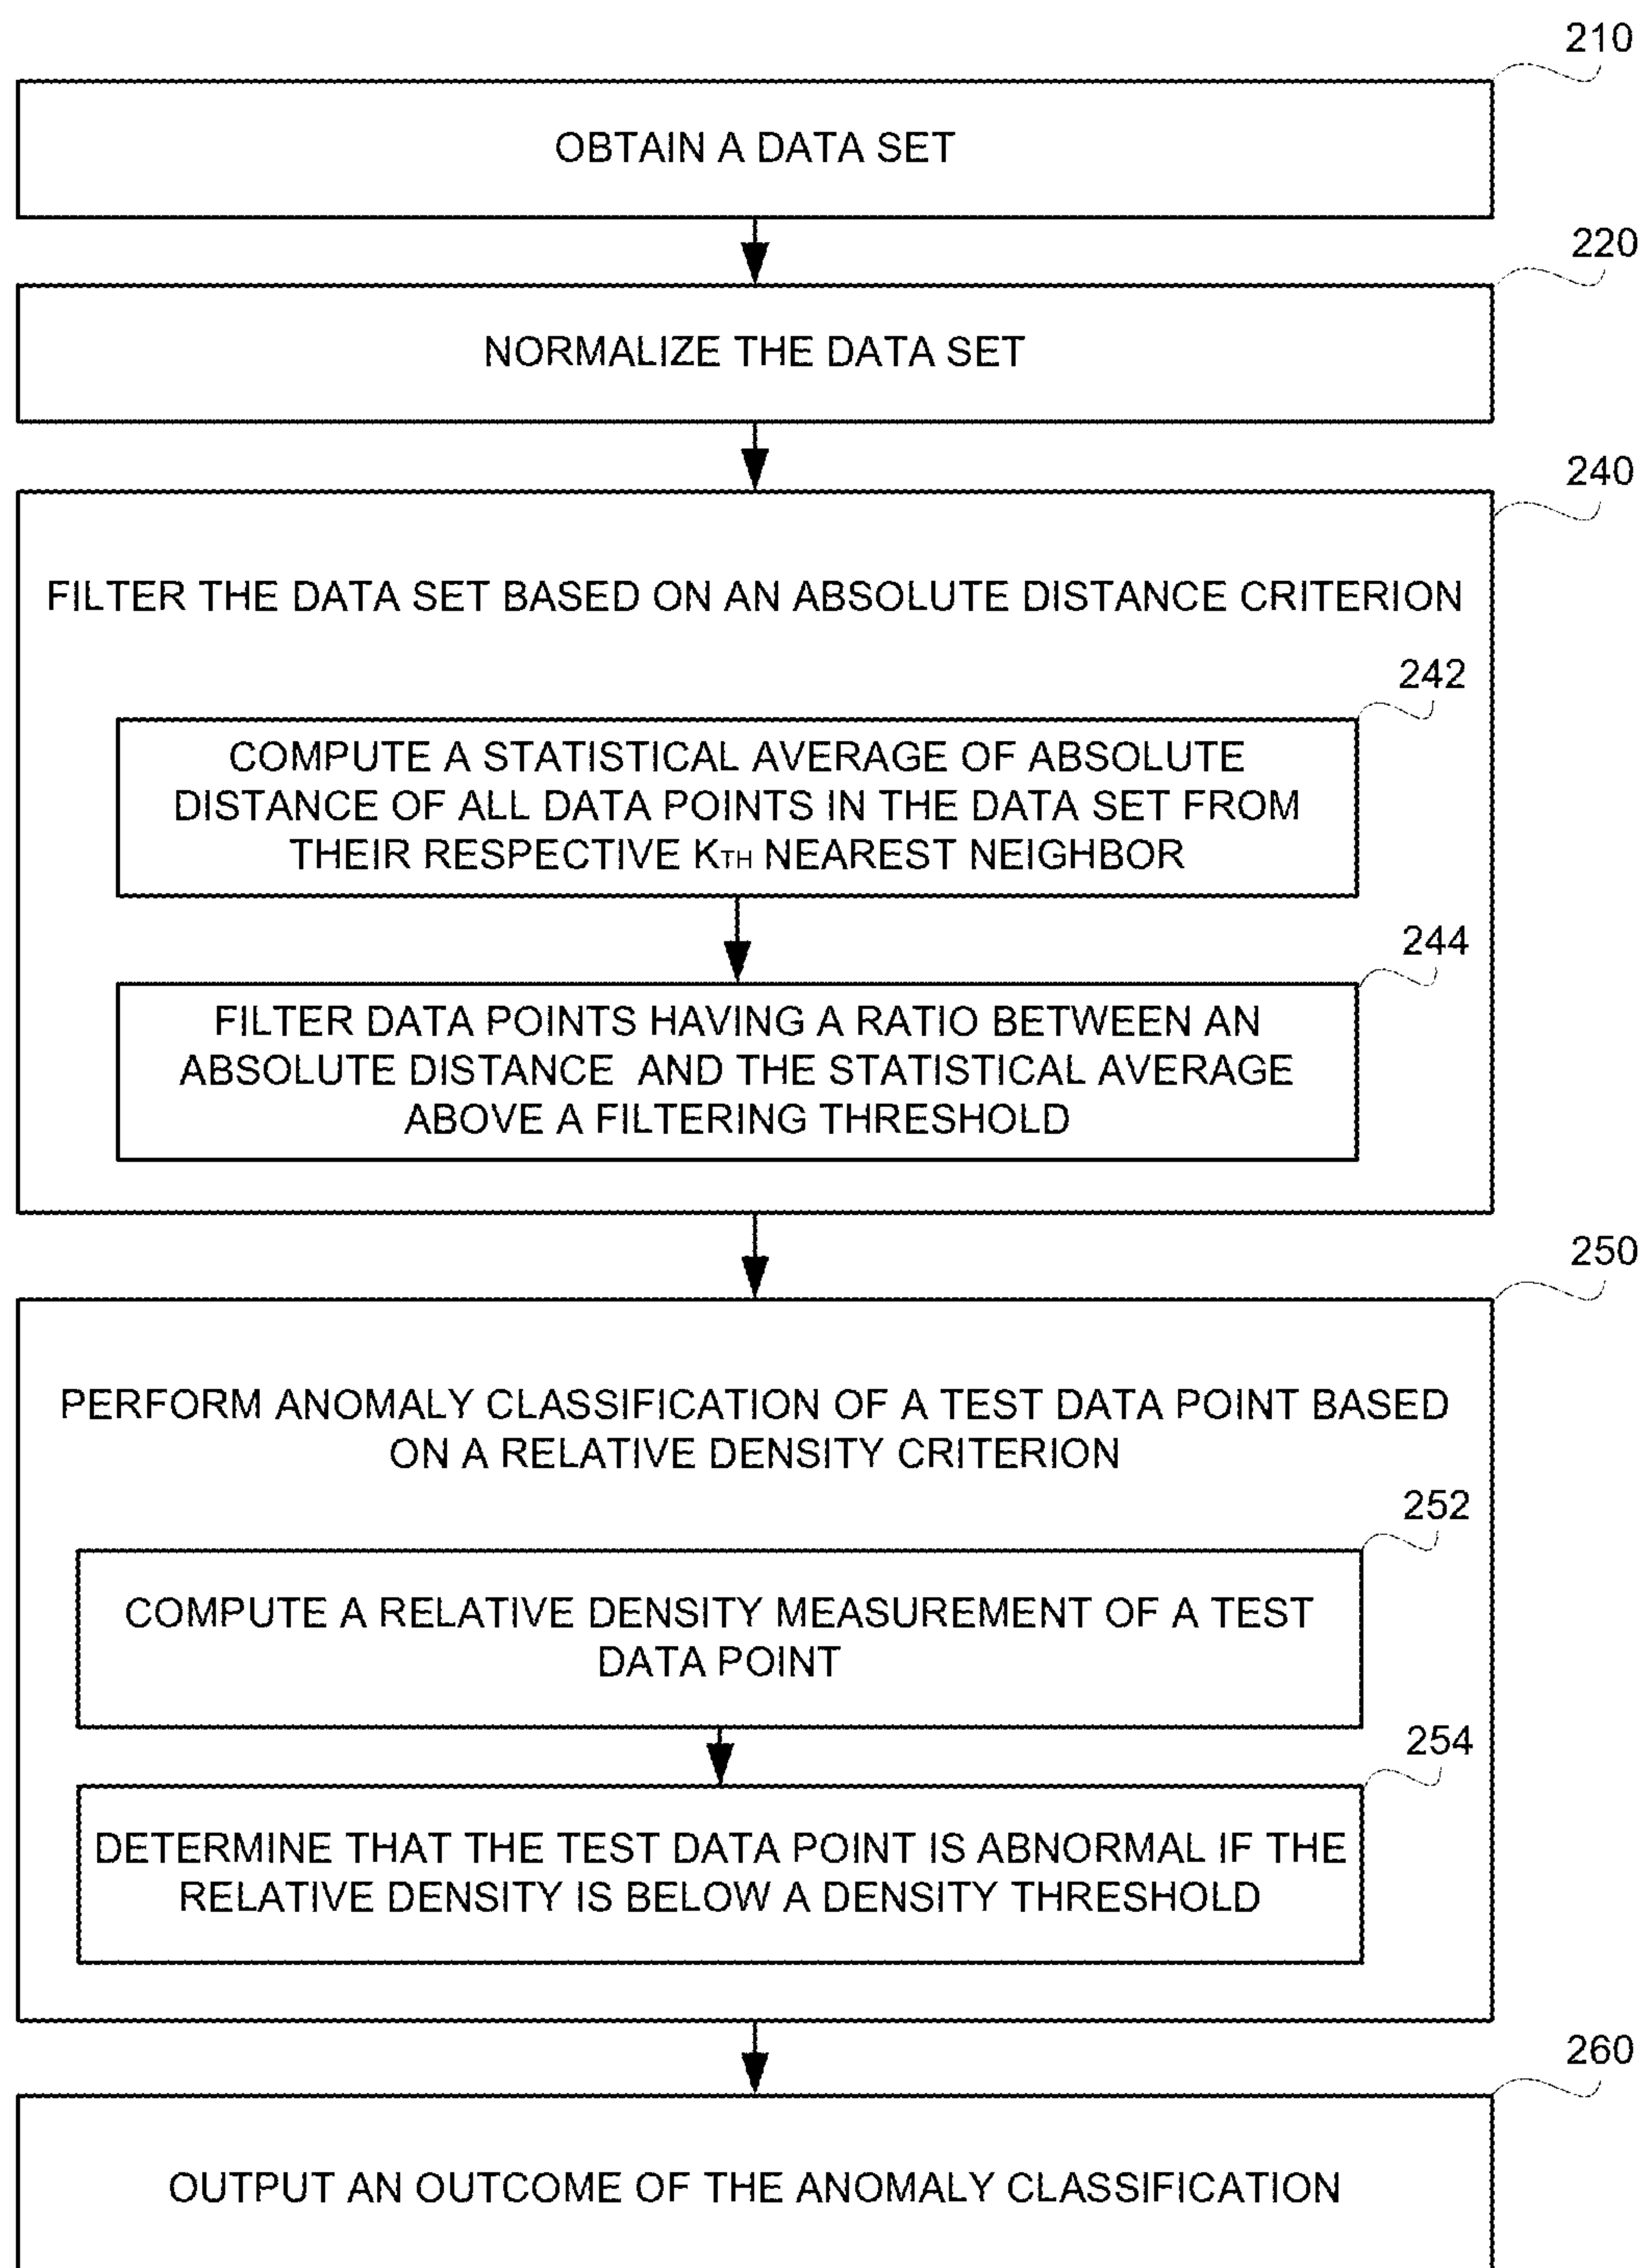 210
OBTAIN A DATA SET
220
NORMALIZE THE DATA SET
240
FILTER THE DATA SET BASED ON AN ABSOLUTE DISTANCE CRITERION
242
COMPUTE A STATISTICAL AVERAGE OF ABSOLUTE
DISTANCE OF ALL DATA POINTS IN THE DATA SET FROM
THEIR RESPECTIVE KTH NEAREST NEIGHBOR
244
FILTER DATA POINTS HAVING A RATIO BETWEEN AN
ABSOLUTE DISTANCE AND THE STATISTICAL AVERAGE
ABOVE A FILTERING THRESHOLD
250
PERFORM ANOMALY CLASSIFICATION OF A TEST DATA POINT BASED
ON A RELATIVE DENSITY CRITERION
252
COMPUTE A RELATIVE DENSITY MEASUREMENT OF A TEST
DATA POINT
254
DETERMINE THAT THE TEST DATA POINT IS ABNORMAL IF THE
RELATIVE DENSITY IS BELOW A DENSITY THRESHOLD
260
OUTPUT AN OUTCOME OF THE ANOMALY CLASSIFICATION